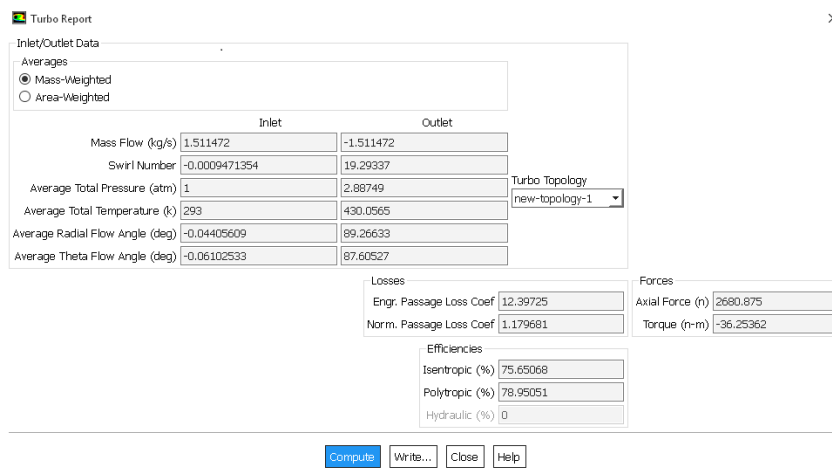 Turbo Report
Inlet/Outlet Data
Averages
Mass-Weighted
Area-Weighted
Inlet Outlet
Mass Flow (kg/s) 1.511472 -1.511472
Swirl Number -0.0009471354 19.29337
Average Total Pressure (atm) 1 2.88749
Turbo Topology
new-topology-1
Average Total Temperature (k) 293 430.0565
Average Radial Flow Angle (deg) -0.04405609 89.26633
Average Theta Flow Angle (deg) -0.06102533 87.60527
Losses
Engr. Passage Loss Coef 12.39725
Norm. Passage Loss Coef 1.179681
Forces
Axial Force (n) 2680.875
Torque (n-m) -36.25362
Efficiencies
Isentropic (%) 75.65068
Polytropic (%) 78.95051
Hydraulic (%) 0
Compute Write... Close Help